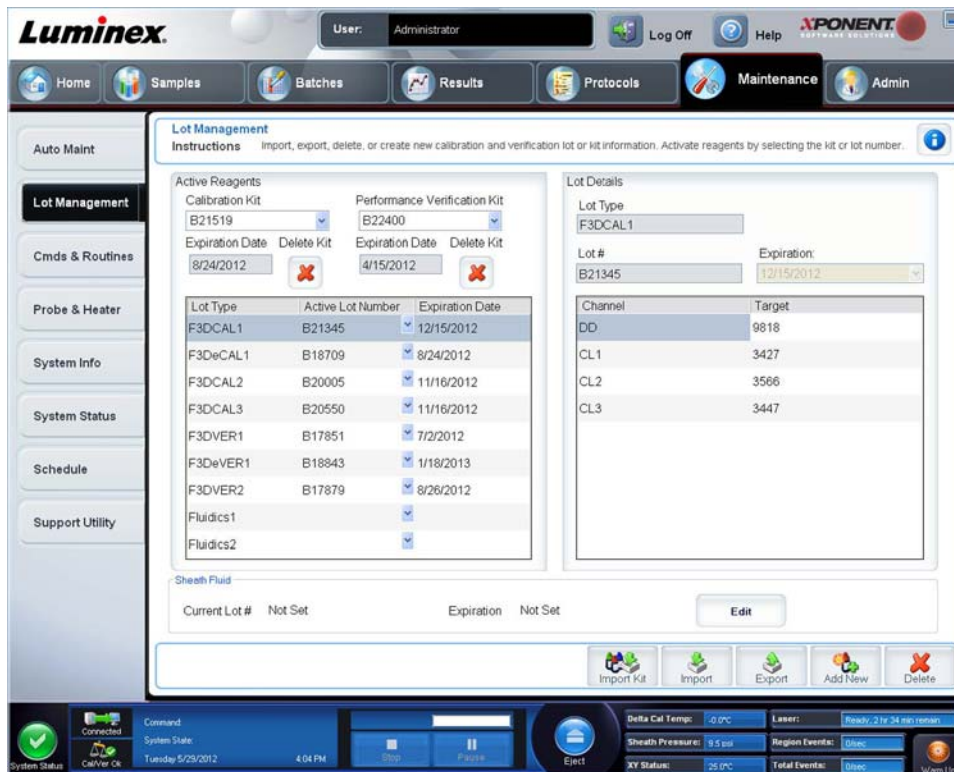 Luminex.
User: Administrator
Log Off
Help
XPONENT
SOFTWARE SOLUTIONS
Home Samples Batches Results Protocols Maintenance Admin
Auto Maint
Lot Management
Cmds & Routines
Probe & Heater
System Info
System Status
Schedule
Support Utility
Lot Management
Instructions Import, export, delete, or create new calibration and verification lot or kit information. Activate reagents by selecting the kit or lot number.
Active Reagents
Calibration Kit Performance Verification Kit
B21519 B22400
Expiration Date Delete Kit Expiration Date Delete Kit
8/24/2012 4/15/2012
Lot Type Active Lot Number Expiration Date
F3DCAL1 B21345 12/15/2012
F3DeCAL1 B18709 8/24/2012
F3DCAL2 B20005 11/16/2012
F3DCAL3 B20550 11/16/2012
F3DVER1 B17851 7/2/2012
F3DeVER1 B18843 1/18/2013
F3DVER2 B17879 8/26/2012
Fluidics1
Fluidics2
Lot Details
Lot Type
F3DCAL1
Lot # Expiration:
B21345 12/15/2012
Channel Target
DD 9818
CL1 3427
CL2 3566
CL3 3447
Sheath Fluid
Current Lot # Not Set Expiration Not Set Edit
Import Kit Import Export Add New Delete
System Status
Connected
Cal/Ver Ok
Command
System State:
Tuesday 5/29/2012 4:04 PM
Stop Pause
Eject
Delta Cal Temp: -0.0°C Laser: Ready, 2 hr 34 min remain
Sheath Pressure: 9.5 psi Region Events: 0/sec
XY Status: 25.0°C Total Events: 0/sec
Warm Up